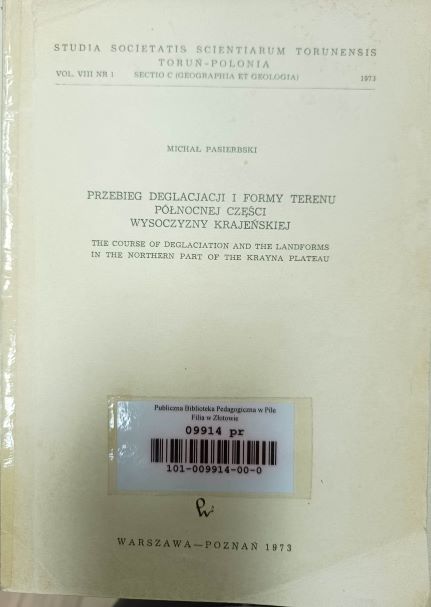 STUDIA SOCIETATIS SCIENTIARUM TORUNENSIS
TORUŃ-POLONIA
VOL. VIII NR 1 SECTIO C (GEOGRAPHIA ET GEOLOGIA) 1973
MICHAŁ PASIERBSKI
PRZEBIEG DEGLACJACJI I FORMY TERENU
PÓŁNOCNEJ CZĘŚCI
WYSOCZYZNY KRAJEŃSKIEJ
THE COURSE OF DEGLACIATION AND THE LANDFORMS
IN THE NORTHERN PART OF THE KRAYNA PLATEAU
Publiczna Biblioteka Pedagogiczna w Pile
Filia w Złotowie
09914 pr
101-009914-00-0
WARSZAWA—POZNAŃ 1973